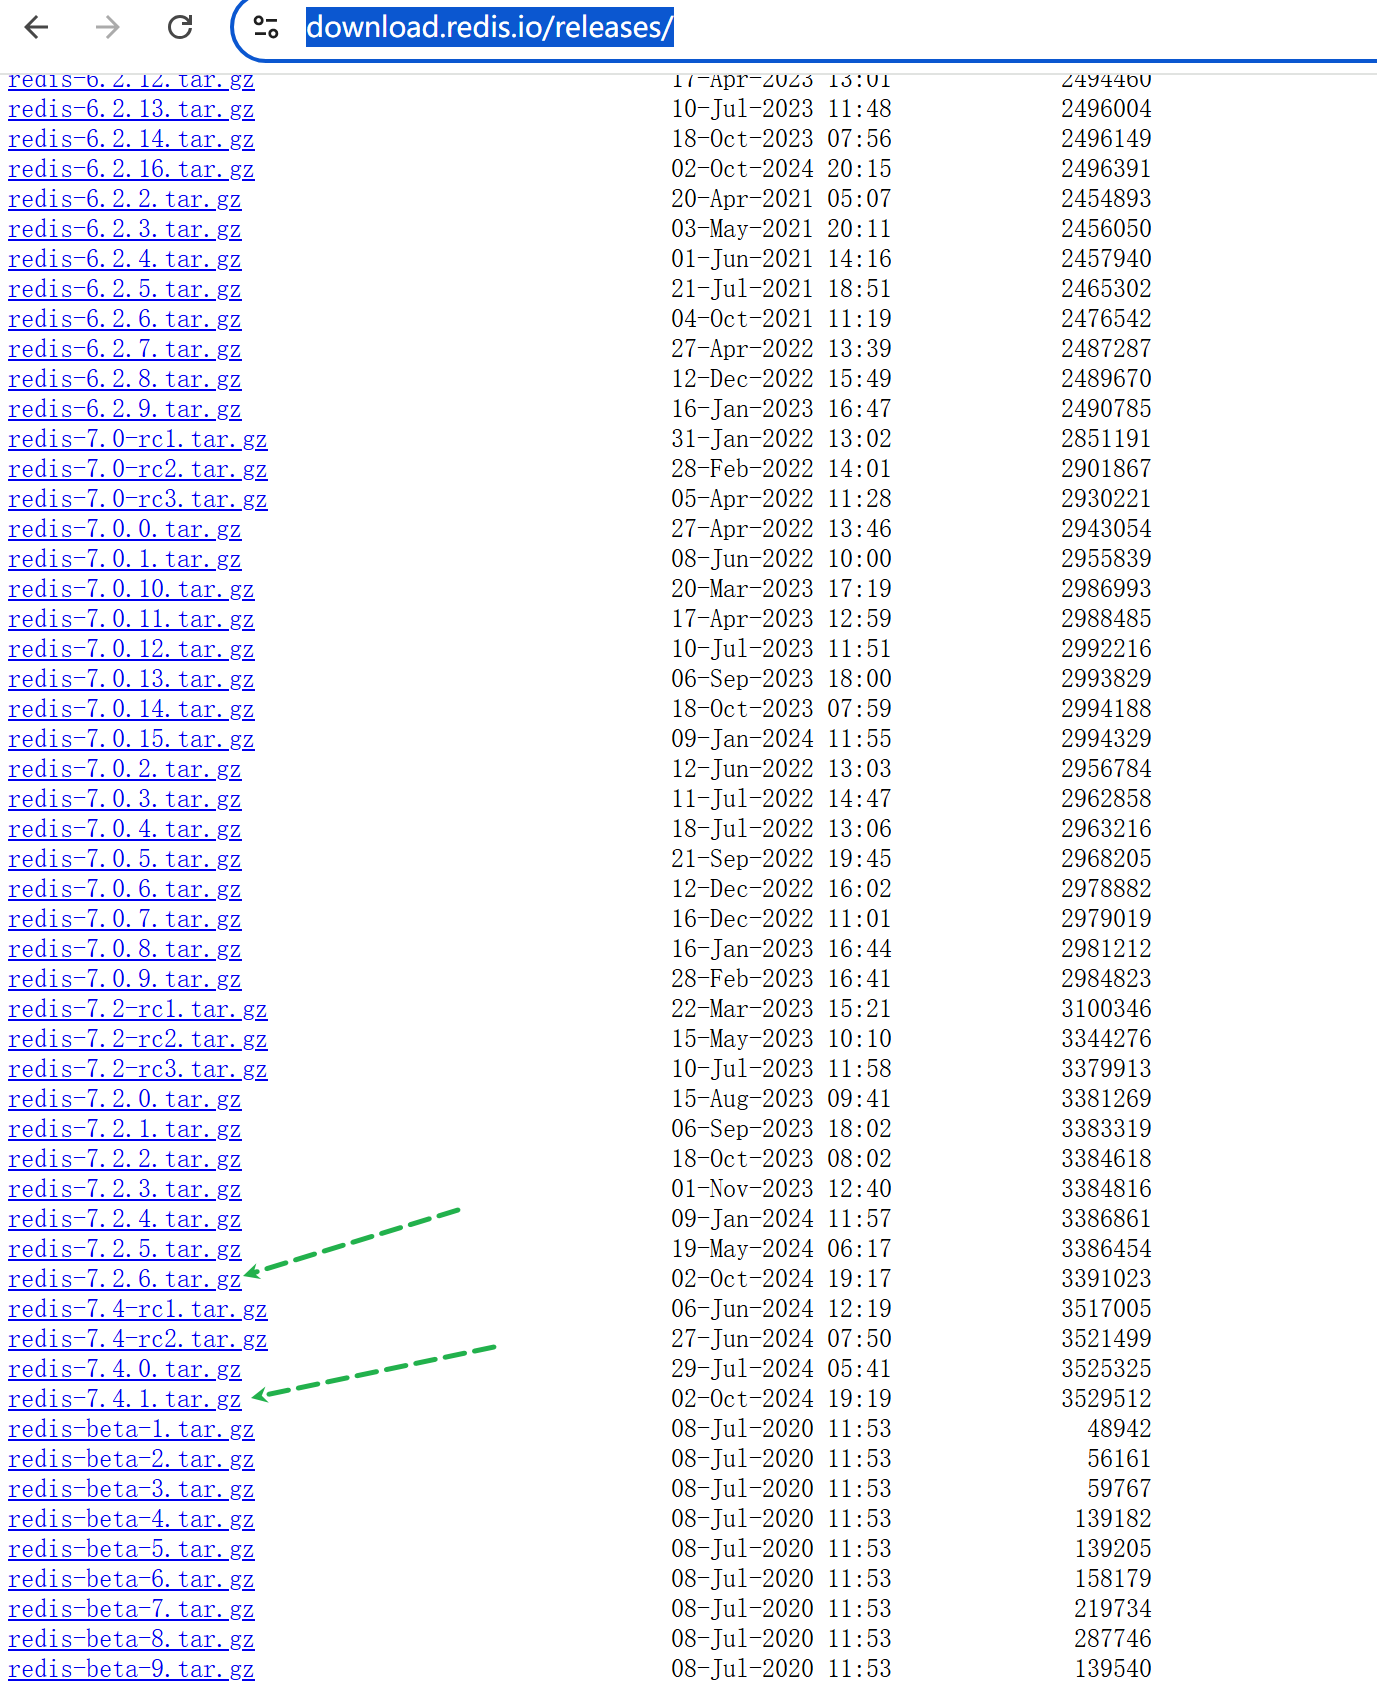 download.redis.io/releases/
redis-6.2.12.tar.gz 17-Apr-2023 13:01 2494460
redis-6.2.13.tar.gz 10-Jul-2023 11:48 2496004
redis-6.2.14.tar.gz 18-Oct-2023 07:56 2496149
redis-6.2.16.tar.gz 02-Oct-2024 20:15 2496391
redis-6.2.2.tar.gz 20-Apr-2021 05:07 2454893
redis-6.2.3.tar.gz 03-May-2021 20:11 2456050
redis-6.2.4.tar.gz 01-Jun-2021 14:16 2457940
redis-6.2.5.tar.gz 21-Jul-2021 18:51 2465302
redis-6.2.6.tar.gz 04-Oct-2021 11:19 2476542
redis-6.2.7.tar.gz 27-Apr-2022 13:39 2487287
redis-6.2.8.tar.gz 12-Dec-2022 15:49 2489670
redis-6.2.9.tar.gz 16-Jan-2023 16:47 2490785
redis-7.0-rc1.tar.gz 31-Jan-2022 13:02 2851191
redis-7.0-rc2.tar.gz 28-Feb-2022 14:01 2901867
redis-7.0-rc3.tar.gz 05-Apr-2022 11:28 2930221
redis-7.0.0.tar.gz 27-Apr-2022 13:46 2943054
redis-7.0.1.tar.gz 08-Jun-2022 10:00 2955839
redis-7.0.10.tar.gz 20-Mar-2023 17:19 2986993
redis-7.0.11.tar.gz 17-Apr-2023 12:59 2988485
redis-7.0.12.tar.gz 10-Jul-2023 11:51 2992216
redis-7.0.13.tar.gz 06-Sep-2023 18:00 2993829
redis-7.0.14.tar.gz 18-Oct-2023 07:59 2994188
redis-7.0.15.tar.gz 09-Jan-2024 11:55 2994329
redis-7.0.2.tar.gz 12-Jun-2022 13:03 2956784
redis-7.0.3.tar.gz 11-Jul-2022 14:47 2962858
redis-7.0.4.tar.gz 18-Jul-2022 13:06 2963216
redis-7.0.5.tar.gz 21-Sep-2022 19:45 2968205
redis-7.0.6.tar.gz 12-Dec-2022 16:02 2978882
redis-7.0.7.tar.gz 16-Dec-2022 11:01 2979019
redis-7.0.8.tar.gz 16-Jan-2023 16:44 2981212
redis-7.0.9.tar.gz 28-Feb-2023 16:41 2984823
redis-7.2-rc1.tar.gz 22-Mar-2023 15:21 3100346
redis-7.2-rc2.tar.gz 15-May-2023 10:10 3344276
redis-7.2-rc3.tar.gz 10-Jul-2023 11:58 3379913
redis-7.2.0.tar.gz 15-Aug-2023 09:41 3381269
redis-7.2.1.tar.gz 06-Sep-2023 18:02 3383319
redis-7.2.2.tar.gz 18-Oct-2023 08:02 3384618
redis-7.2.3.tar.gz 01-Nov-2023 12:40 3384816
redis-7.2.4.tar.gz 09-Jan-2024 11:57 3386861
redis-7.2.5.tar.gz 19-May-2024 06:17 3386454
redis-7.2.6.tar.gz 02-Oct-2024 19:17 3391023
redis-7.4-rc1.tar.gz 06-Jun-2024 12:19 3517005
redis-7.4-rc2.tar.gz 27-Jun-2024 07:50 3521499
redis-7.4.0.tar.gz 29-Jul-2024 05:41 3525325
redis-7.4.1.tar.gz 02-Oct-2024 19:19 3529512
redis-beta-1.tar.gz 08-Jul-2020 11:53 48942
redis-beta-2.tar.gz 08-Jul-2020 11:53 56161
redis-beta-3.tar.gz 08-Jul-2020 11:53 59767
redis-beta-4.tar.gz 08-Jul-2020 11:53 139182
redis-beta-5.tar.gz 08-Jul-2020 11:53 139205
redis-beta-6.tar.gz 08-Jul-2020 11:53 158179
redis-beta-7.tar.gz 08-Jul-2020 11:53 219734
redis-beta-8.tar.gz 08-Jul-2020 11:53 287746
redis-beta-9.tar.gz 08-Jul-2020 11:53 139540